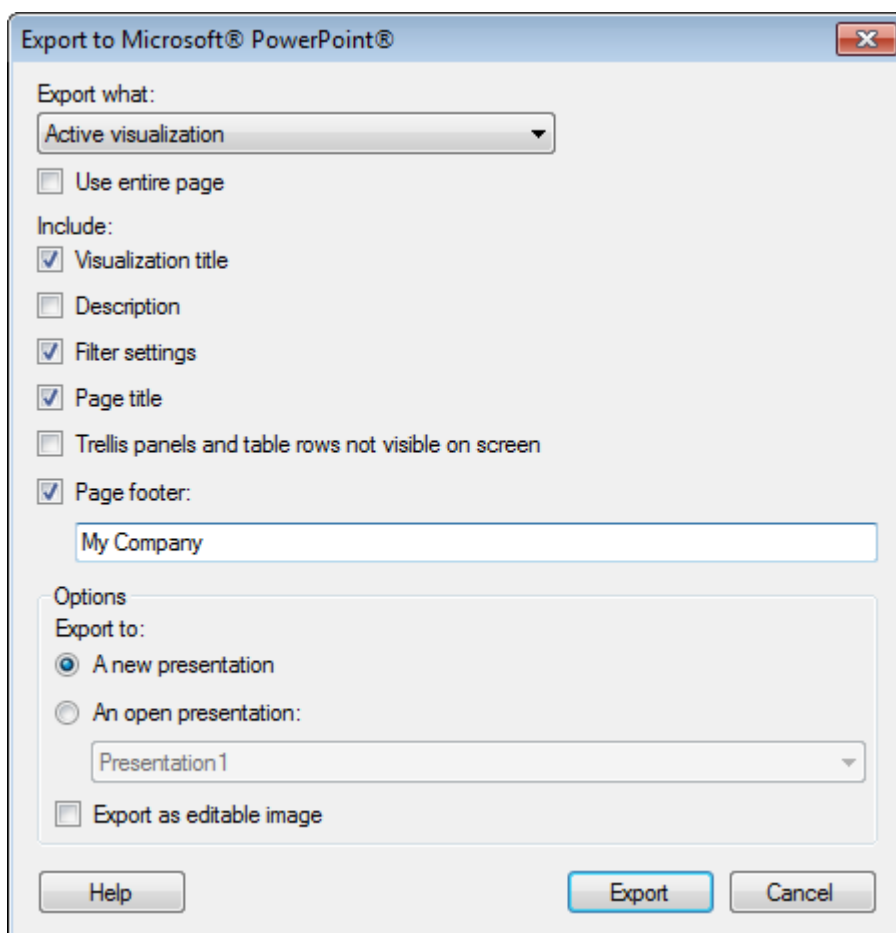 Export to Microsoft® PowerPoint®
Export what:
Active visualization
Use entire page
Include:
Visualization title
Description
Filter settings
Page title
Trellis panels and table rows not visible on screen
Page footer:
My Company
Options
Export to:
A new presentation
An open presentation:
Presentation1
Export as editable image
Help Export Cancel